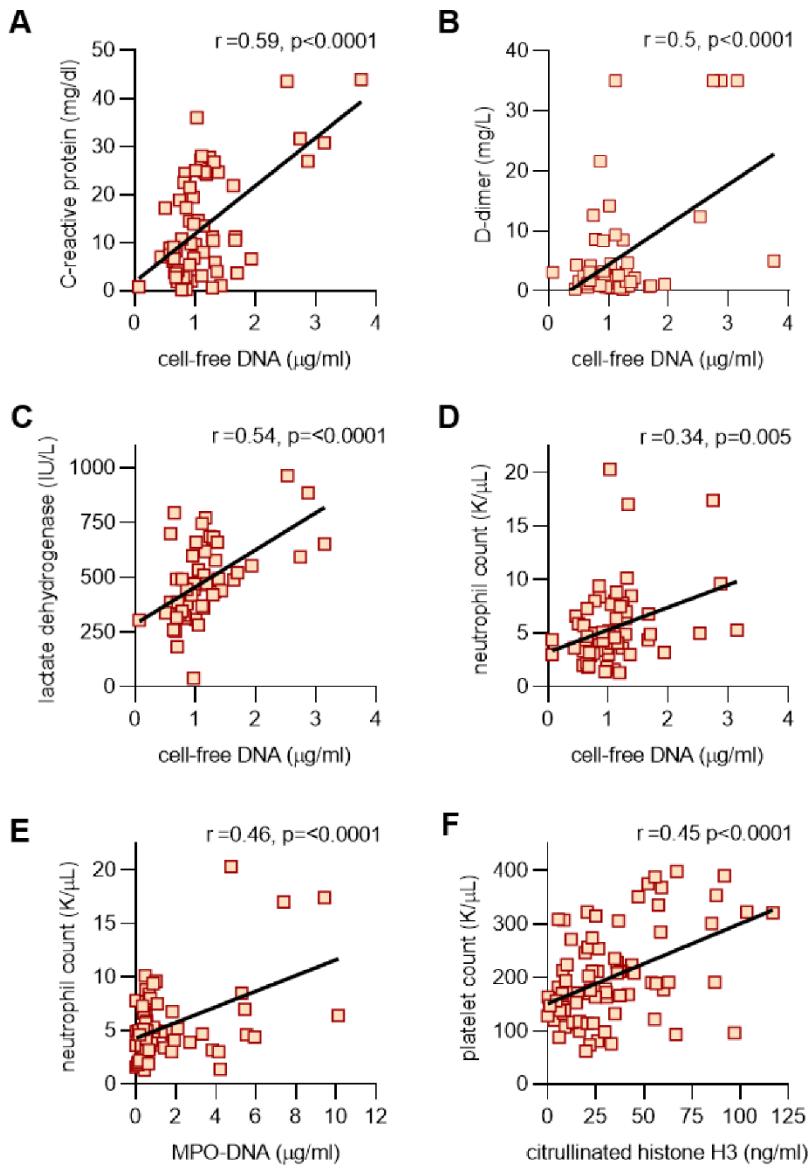 A
r =0.59, p<0.0001
C-reactive protein (mg/dl)
50
40
30
20
10
0
0
1
2
3
4
cell-free DNA (μg/ml)
B
r =0.5, p<0.0001
D-dimer (mg/L)
40
30
20
10
0
0
1
2
3
4
cell-free DNA (μg/ml)
C
r=0.54, p=<0.0001
lactate dehydrogenase (IU/L)
1000
750
500
250
0
0
1
2
3
4
cell-free DNA (μg/ml)
D
r=0.34, p=0.005
neutrophil count (K/μL)
20
15
10
5
0
0
1
2
3
4
cell-free DNA (μg/ml)
E
r=0.46, p=<0.0001
neutrophil count (K/μL)
20
15
10
5
0
0
2
4
6
8
10
12
MPO-DNA (μg/ml)
F
r=0.45 p<0.0001
platelet count (K/μL)
400
300
200
100
0
0
25
50
75
100
125
citrullinated histone H3 (ng/ml)